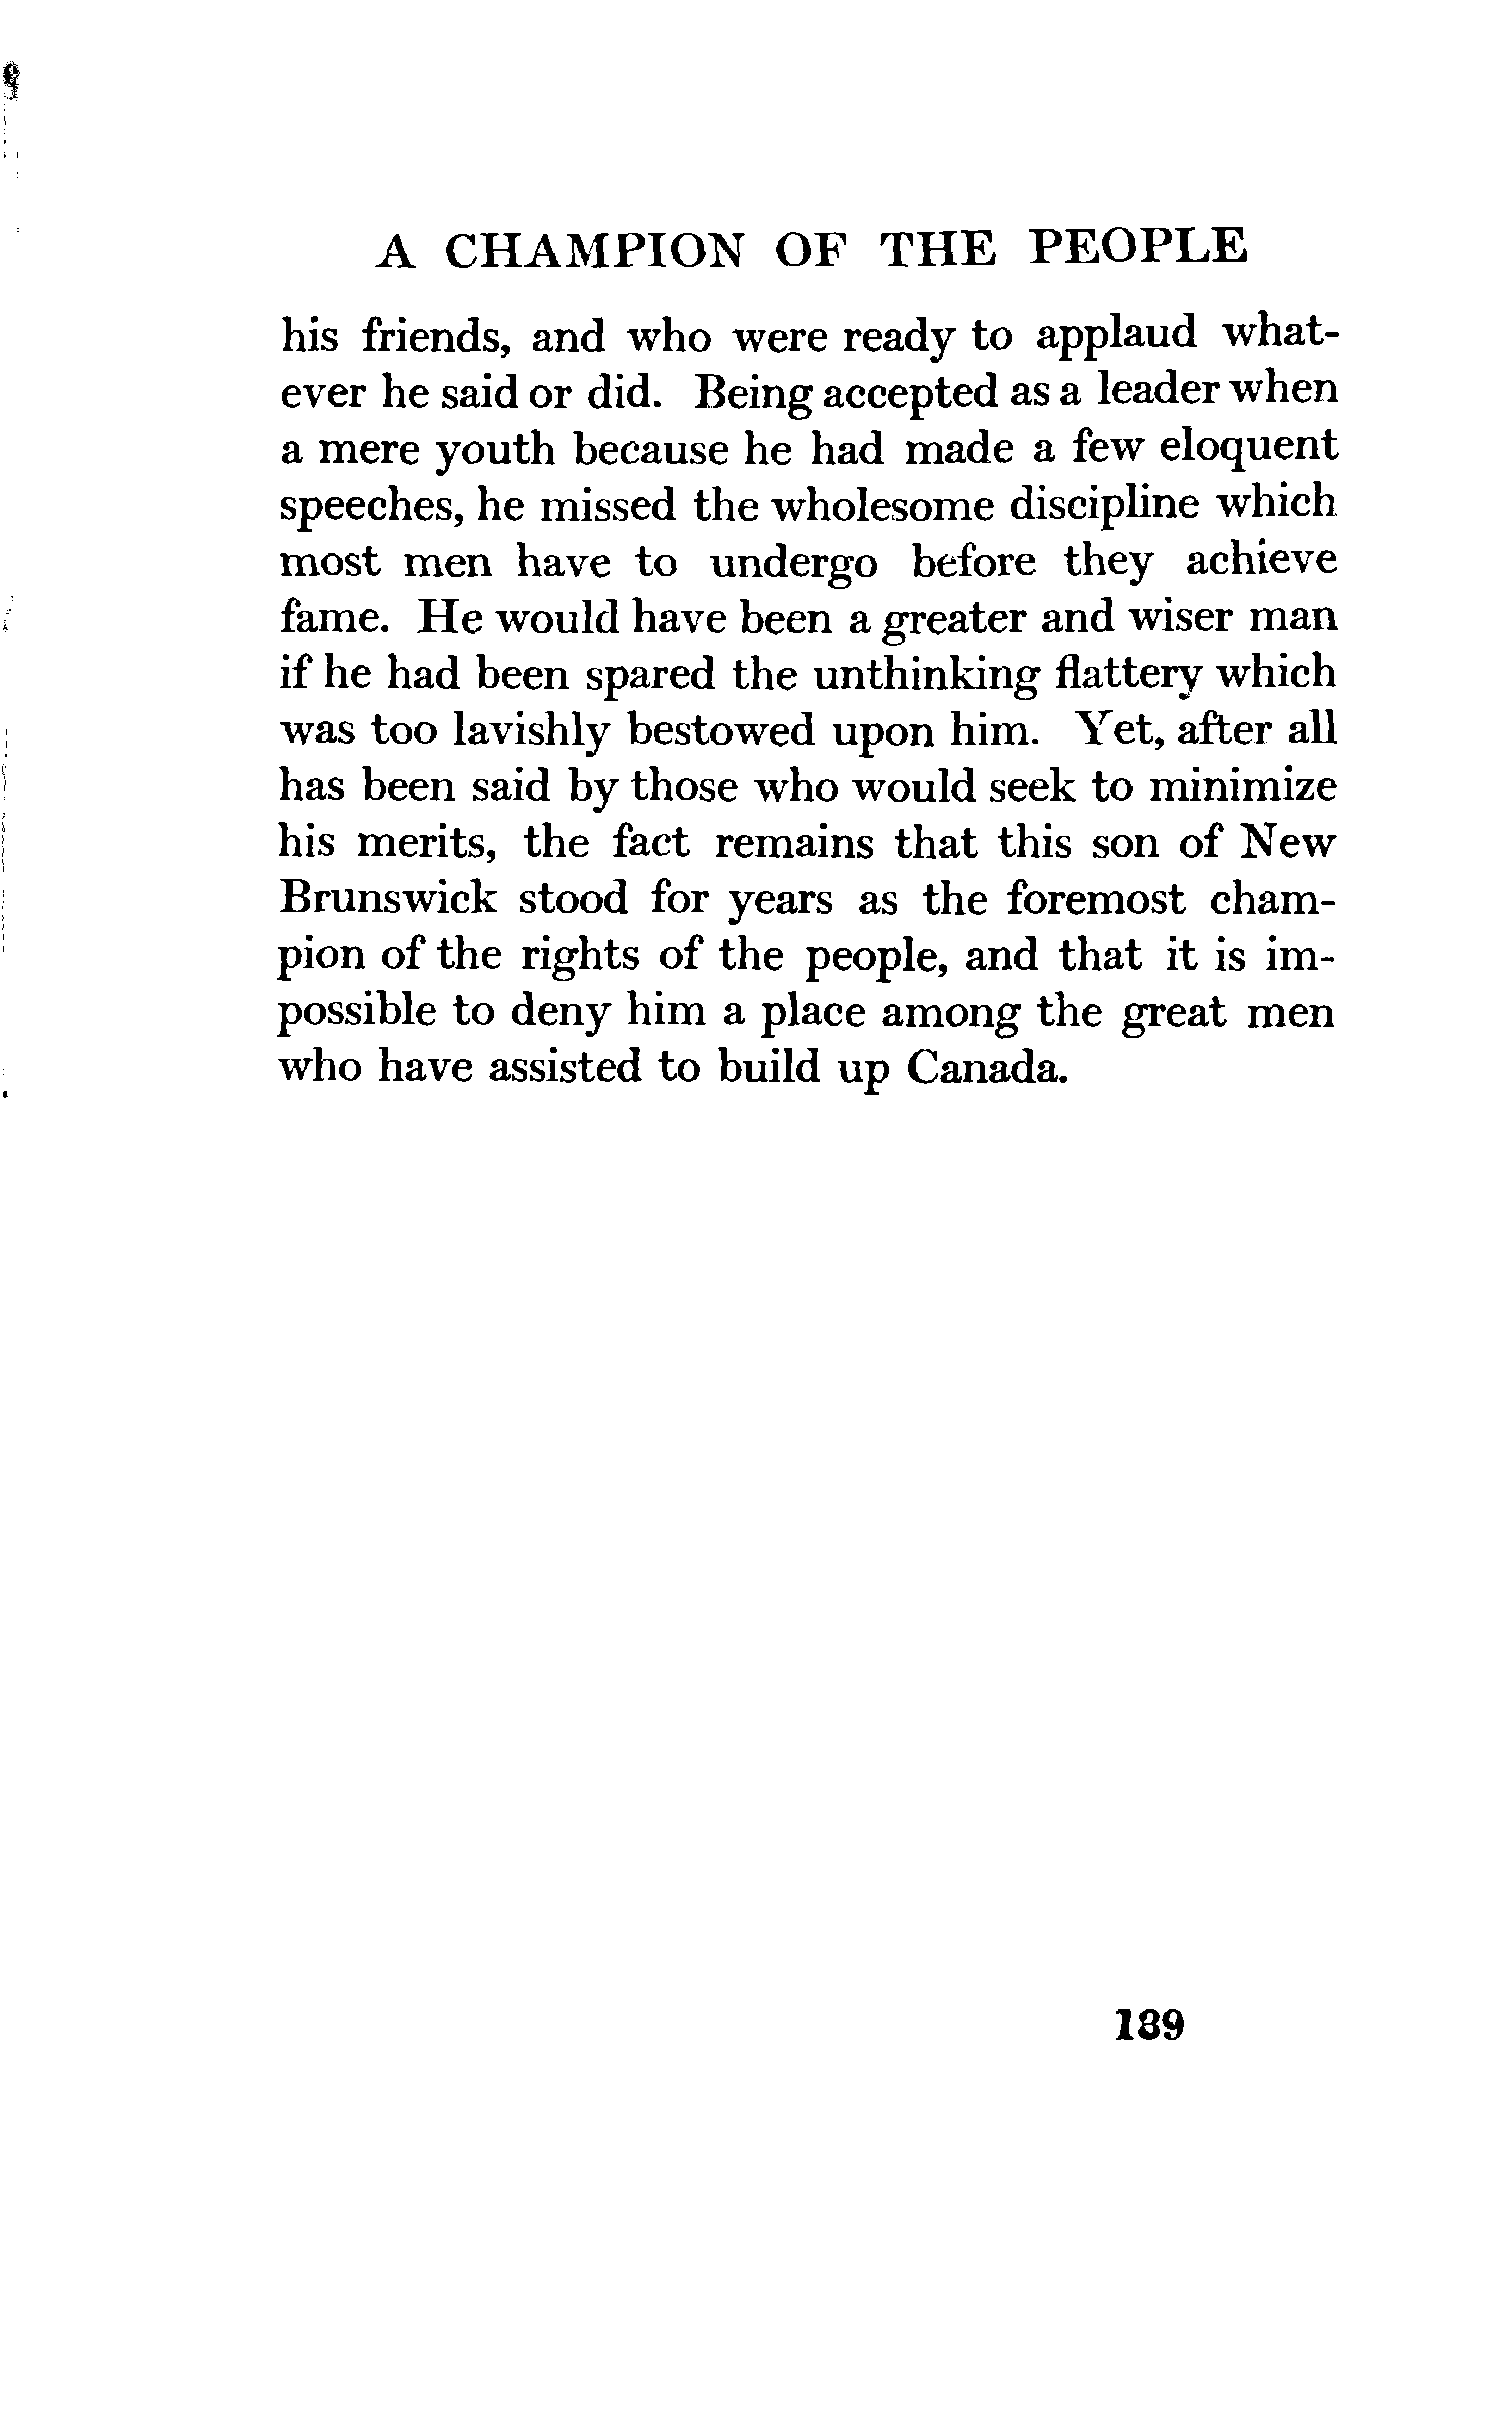 A CHAMPION OF THE PEOPLE
his friends, and who were ready to applaud what-
ever he said or did. Being accepted as a leader when
a mere youth because he had made a few eloquent
speeches, he missed the wholesome discipline which
most men have to undergo before they achieve
fame. He would have been a greater and wiser man
if he had been spared the unthinking flattery which
was too lavishly bestowed upon him. Yet, after all
has been said by those who would seek to minimize
his merits, the fact remains that this son of New
Brunswick stood for years as the foremost cham-
pion of the rights of the people, and that it is im-
possible to deny him a place among the great men
who have assisted to build up Canada.
189